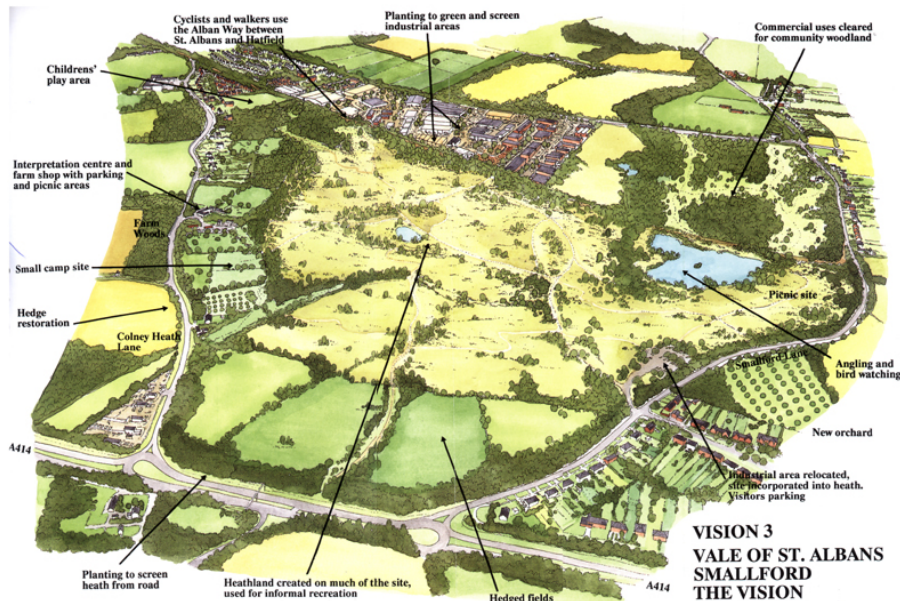 Cyclists and walkers use
the Alban Way between
St. Albans and Hatfield
Planting to green and screen
industrial areas
Commercial uses cleared
for community woodland
Childrens'
play area
Interpretation centre and
farm shop with parking
and picnic areas
Farm
Woods
Small camp site
Picnic site
Hedge
restoration
Colney Heath
Lane
Smallford Lane
Angling and
bird watching
New orchard
A414
Industrial area relocated,
site incorporated into heath.
Visitors parking
Planting to screen
heath from road
Heathland created on much of tthe site,
used for informal recreation
Hedged fields
A414
VISION 3
VALE OF ST. ALBANS
SMALLFORD
THE VISION